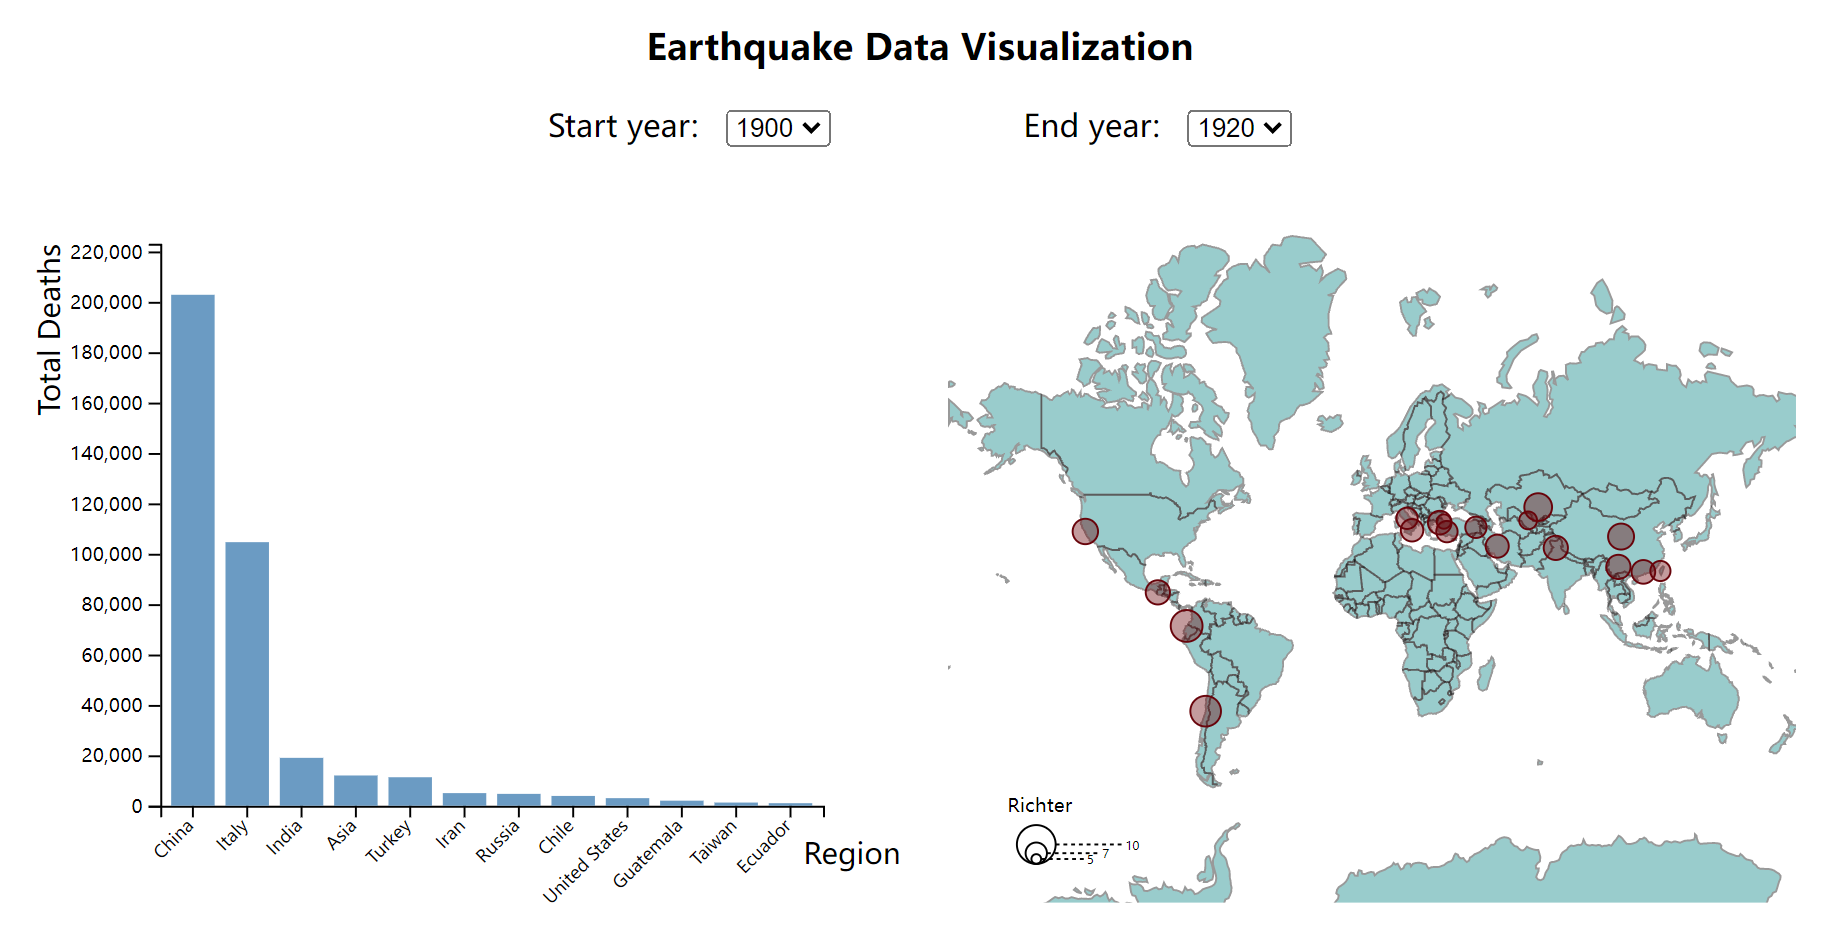 Earthquake Data Visualization
Start year: 1900
End year: 1920
Total Deaths
220,000
200,000
180,000
160,000
140,000
120,000
100,000
80,000
60,000
40,000
20,000
0
China
Italy
India
Asia
Turkey
Iran
Russia
Chile
United States
Guatemala
Taiwan
Ecuador
Region
Richter
10
7
5